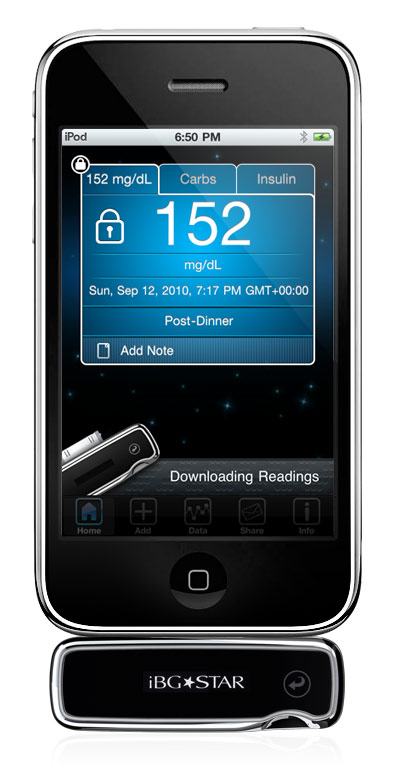 iPod 6:50 PM
152 mg/dL Carbs Insulin
152
mg/dL
Sun, Sep 12, 2010, 7:17 PM GMT+00:00
Post-Dinner
Add Note
Downloading Readings
Home Add Data Share Info
iBG★STAR